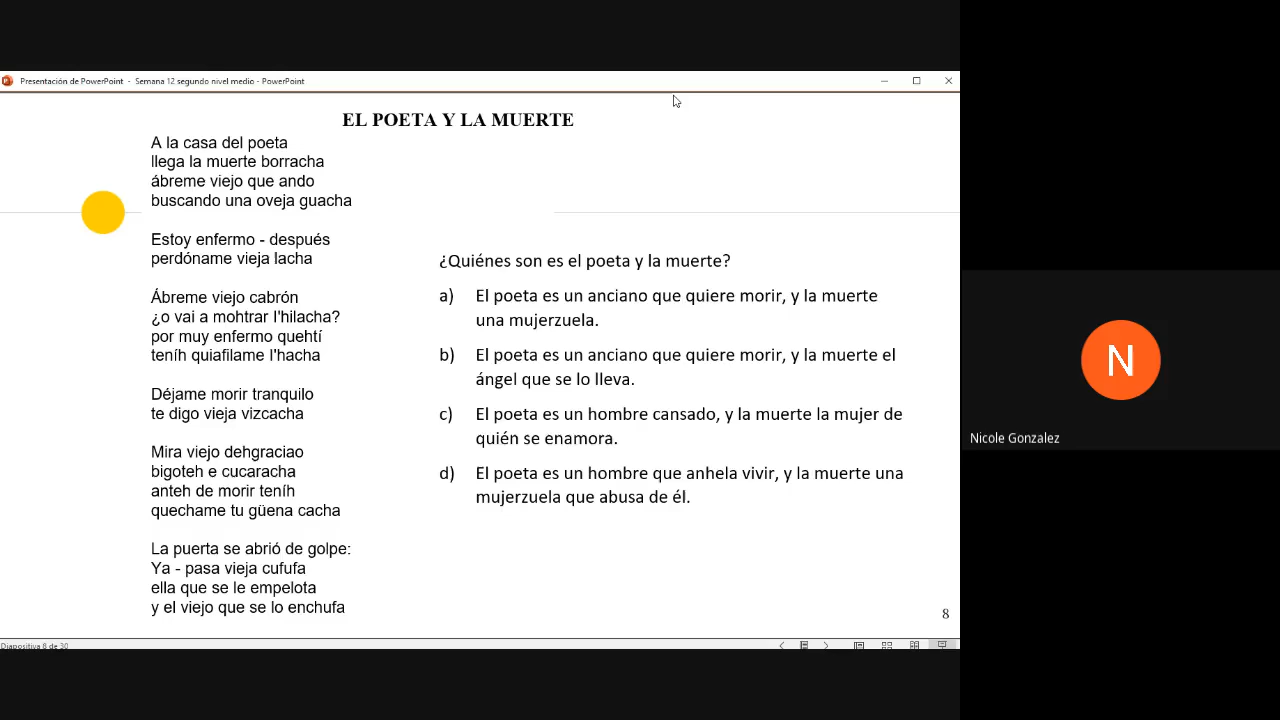 Presentación de PowerPoint - Semana 12 segundo nivel medio - PowerPoint
EL POETA Y LA MUERTE
A la casa del poeta
llega la muerte borracha
ábreme viejo que ando
buscando una oveja guacha
Estoy enfermo - después
perdóname vieja lacha
Ábreme viejo cabrón
¿o vai a mohtrar l'hilacha?
por muy enfermo quehtí
teníh quiafilame l'hacha
Déjame morir tranquilo
te digo vieja vizcacha
Mira viejo dehgraciao
bigoteh e cucaracha
anteh de morir teníh
quechame tu güena cacha
La puerta se abrió de golpe:
Ya - pasa vieja cufufa
ella que se le empelota
y el viejo que se lo enchufa
¿Quiénes son es el poeta y la muerte?
a) El poeta es un anciano que quiere morir, y la muerte
una mujerzuela.
b) El poeta es un anciano que quiere morir, y la muerte el
ángel que se lo lleva.
c) El poeta es un hombre cansado, y la muerte la mujer de
quién se enamora.
d) El poeta es un hombre que anhela vivir, y la muerte una
mujerzuela que abusa de él.
8
Diapositiva 8 de 30
N
Nicole Gonzalez